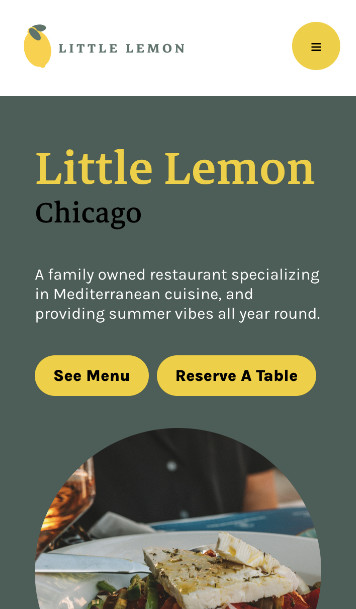 LITTLE LEMON
Little Lemon
Chicago
A family owned restaurant specializing
in Mediterranean cuisine, and
providing summer vibes all year round.
See Menu
Reserve A Table